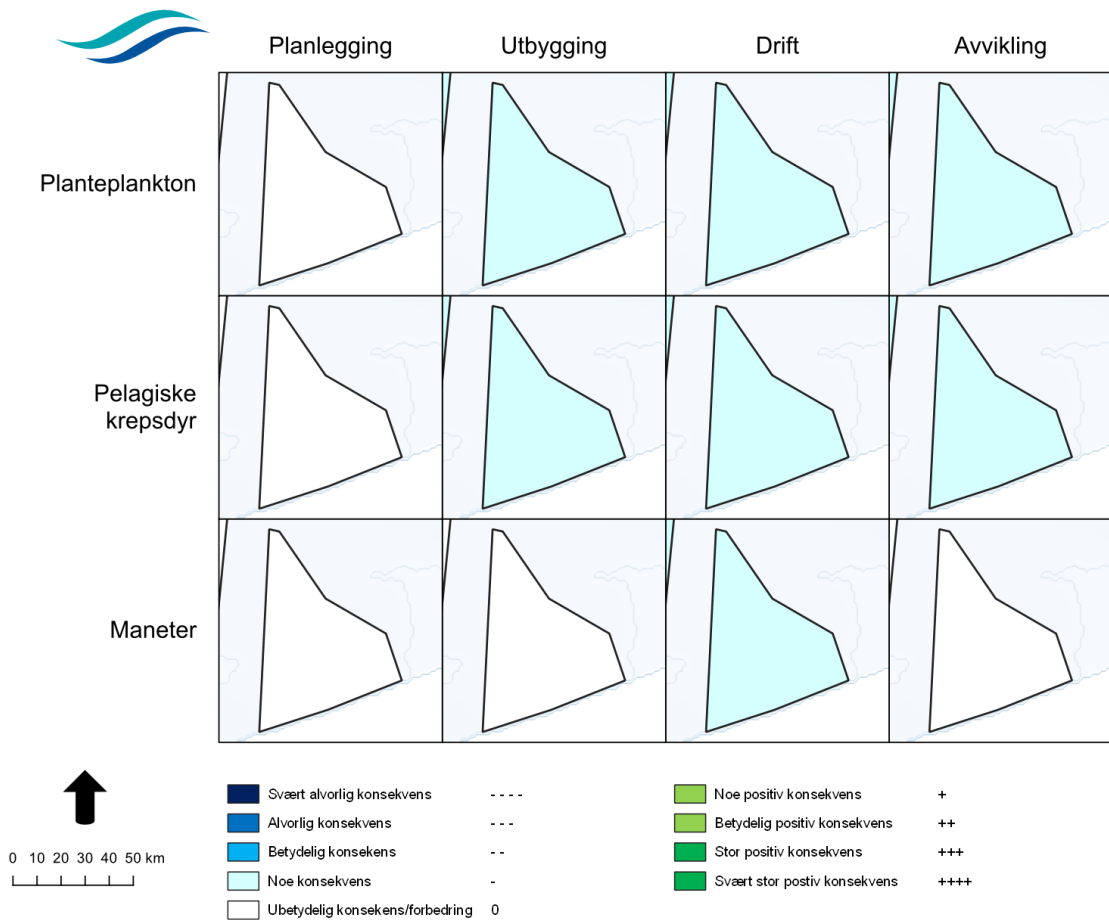 Planlegging Utbygging Drift Avvikling
Planteplankton
Pelagiske
krepsdyr
Maneter
0 10 20 30 40 50 km
Svært alvorlig konsekvens - - - -
Alvorlig konsekvens - - -
Betydelig konsekens - -
Noe konsekvens -
Ubetydelig konsekens/forbedring 0
Noe positiv konsekvens +
Betydelig positiv konsekvens ++
Stor positiv konsekvens +++
Svært stor postiv konsekvens ++++